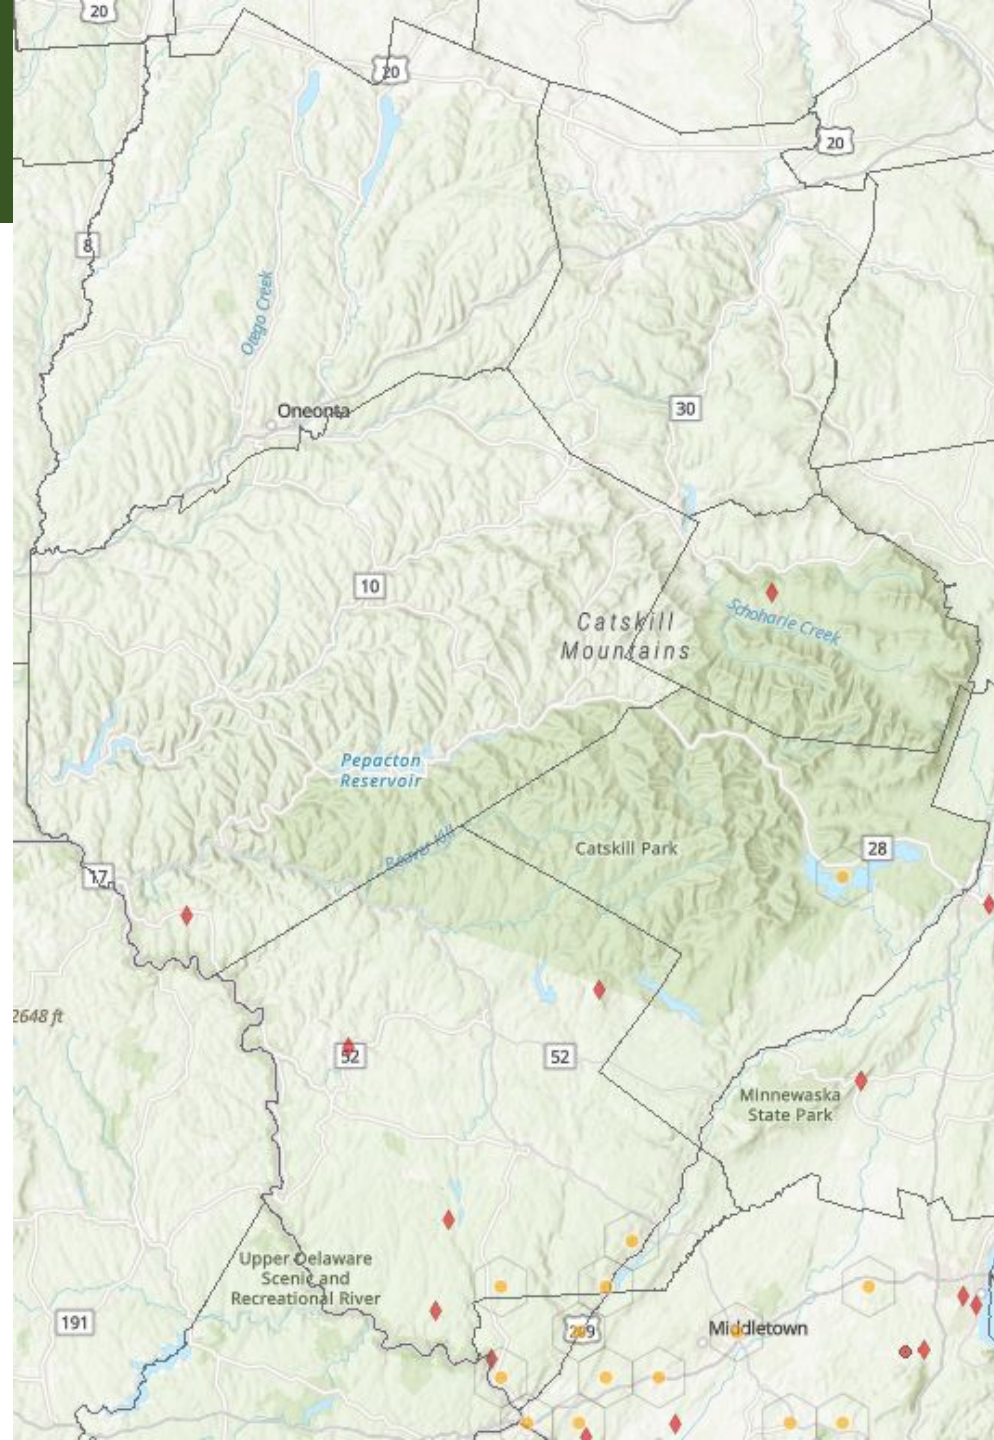 20
20
20
8
Otego Creek
Oneonta
30
10
Schoharie Creek
Catskill
Mountains
Pepacton
Reservoir
Beaver Kill
Catskill Park
28
17
2648 ft
52
52
Minnewaska
State Park
Upper Delaware
Scenic and
Recreational River
191
209
Middletown